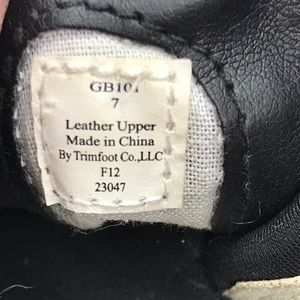 GB101
7
Leather Upper
Made in China
By Trimfoot Co.,LLC
F12
23047